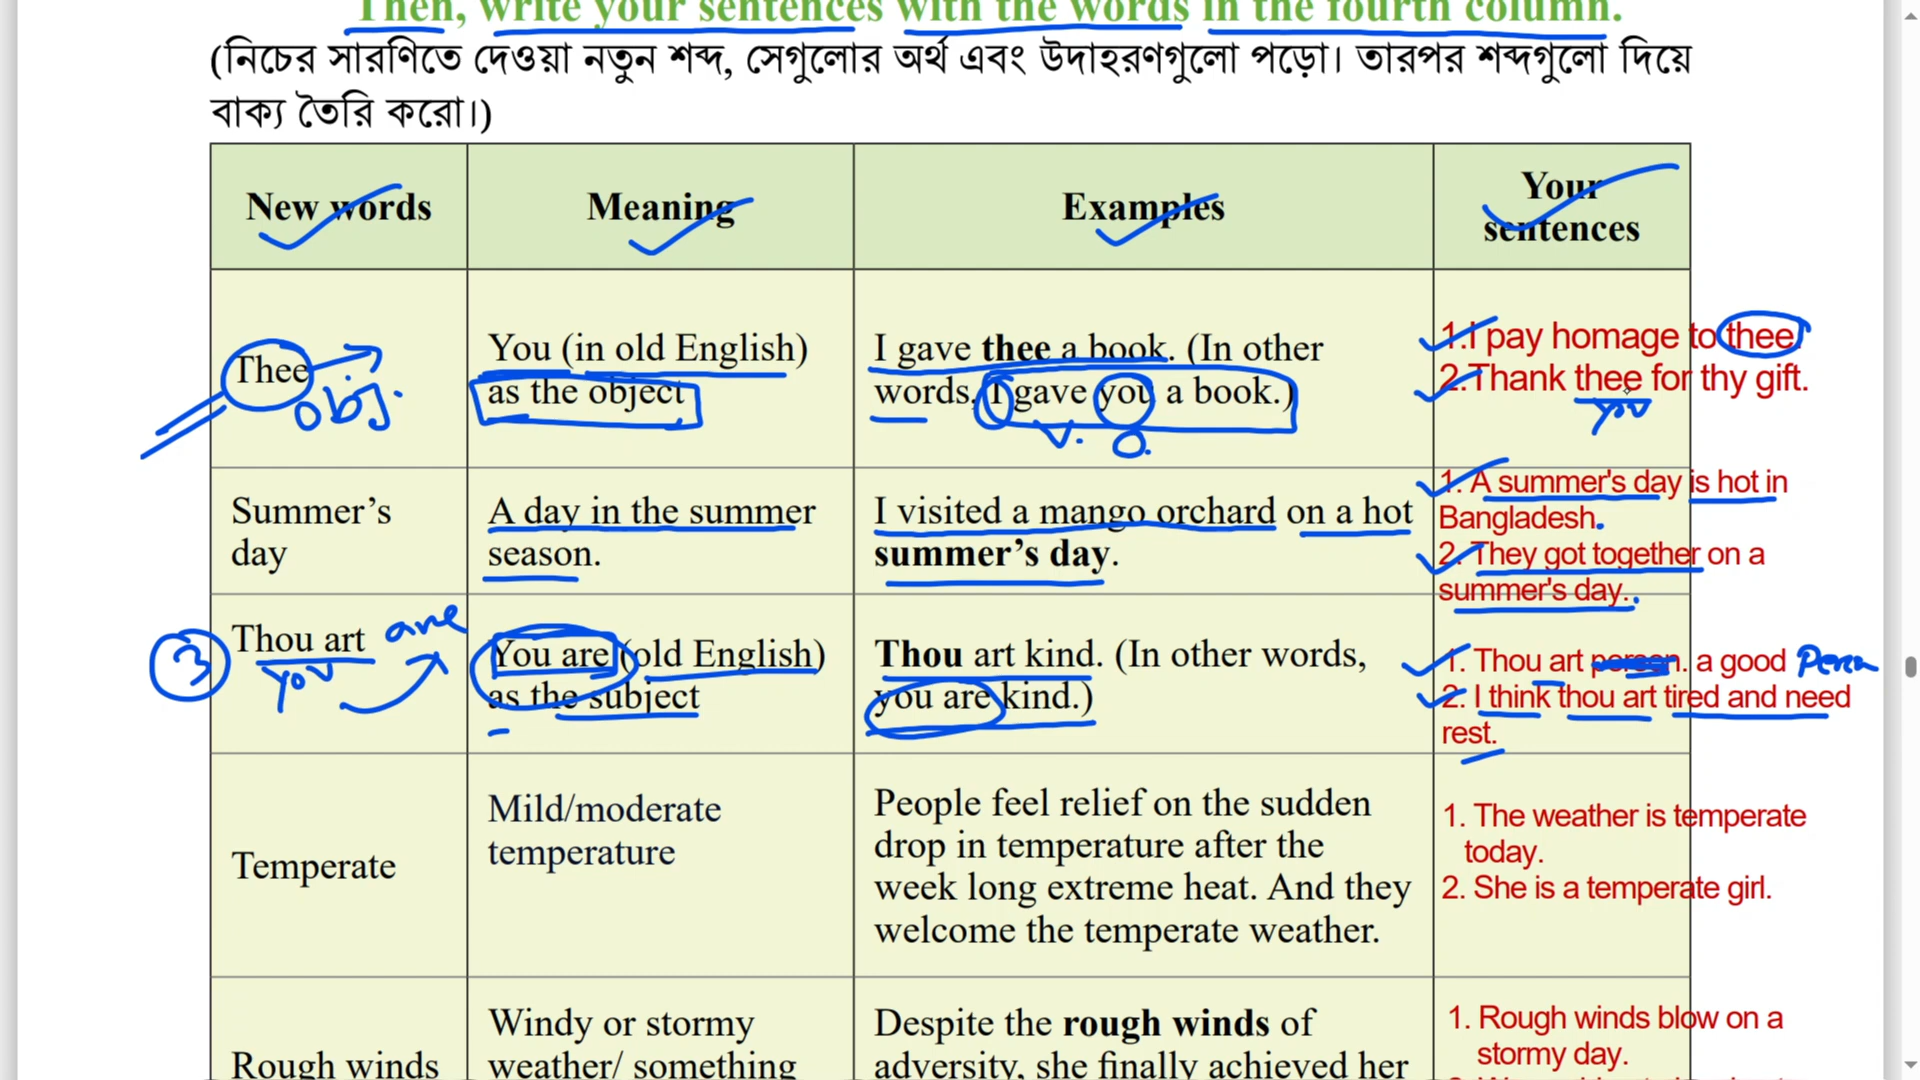 Then, write your sentences with the words in the fourth column.
(নিচের সারণিতে দেওয়া নতুন শব্দ, সেগুলোর অর্থ এবং উদাহরণগুলো পড়ো। তারপর শব্দগুলো দিয়ে
বাক্য তৈরি করো।)
New words
Meaning
Examples
Your
sentences
Thee
obj.
You (in old English)
as the object
I gave thee a book. (In other
words, I gave you a book.)
V. O.
1.I pay homage to thee.
2.Thank thee for thy gift.
you
Summer’s
day
A day in the summer
season.
I visited a mango orchard on a hot
summer’s day.
1. A summer's day is hot in
Bangladesh.
2. They got together on a
summer's day.
3
Thou art are
you
You are (old English)
as the subject
Thou art kind. (In other words,
you are kind.)
1. Thou art person. a good Person
2. I think thou art tired and need
rest.
Temperate
Mild/moderate
temperature
People feel relief on the sudden
drop in temperature after the
week long extreme heat. And they
welcome the temperate weather.
1. The weather is temperate
today.
2. She is a temperate girl.
Rough winds
Windy or stormy
weather/ something
Despite the rough winds of
adversity, she finally achieved her
1. Rough winds blow on a
stormy day.